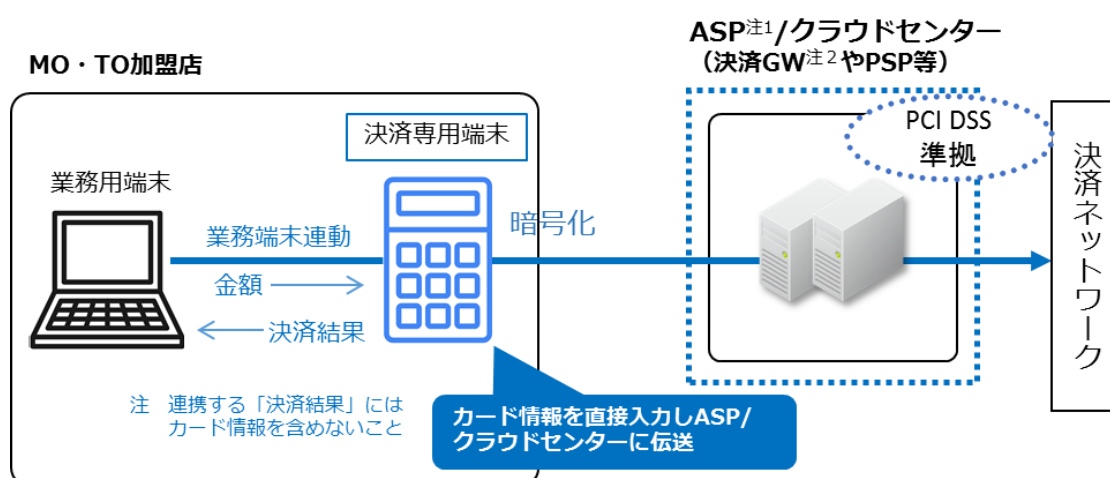 ASP注1/クラウドセンター
（決済GW注２やPSP等）
MO・TO加盟店
PCI DSS
準拠
決済専用端末
業務用端末
暗号化
業務端末連動
金額
決済結果
決済ネットワーク
注　連携する「決済結果」には
カード情報を含めないこと
カード情報を直接入力しASP/
クラウドセンターに伝送